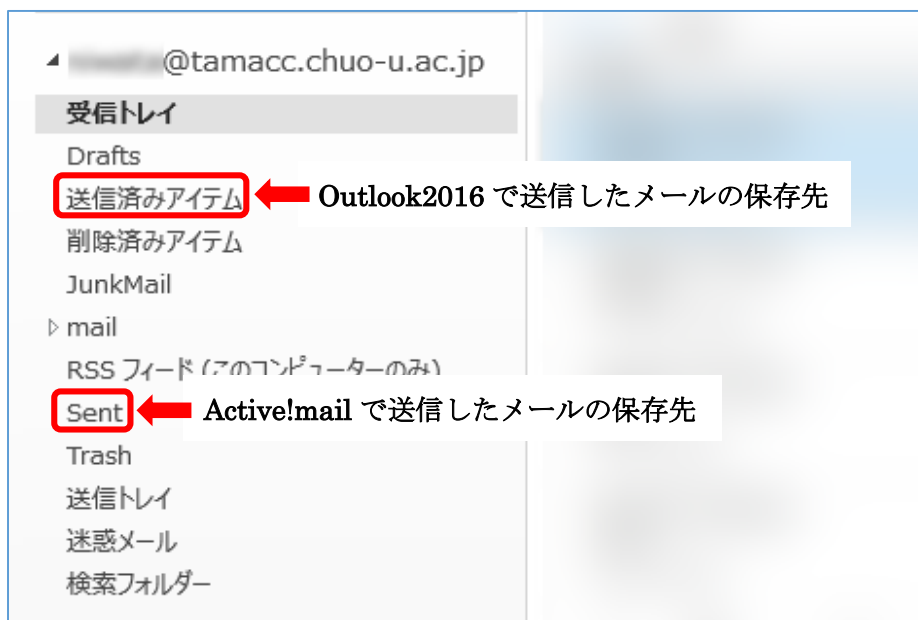 @tamacc.chuo-u.ac.jp
受信トレイ
Drafts
送信済みアイテム
Outlook2016 で送信したメールの保存先
削除済みアイテム
JunkMail
mail
RSS フィード (このコンピューターのみ)
Sent
Active!mail で送信したメールの保存先
Trash
送信トレイ
迷惑メール
検索フォルダー